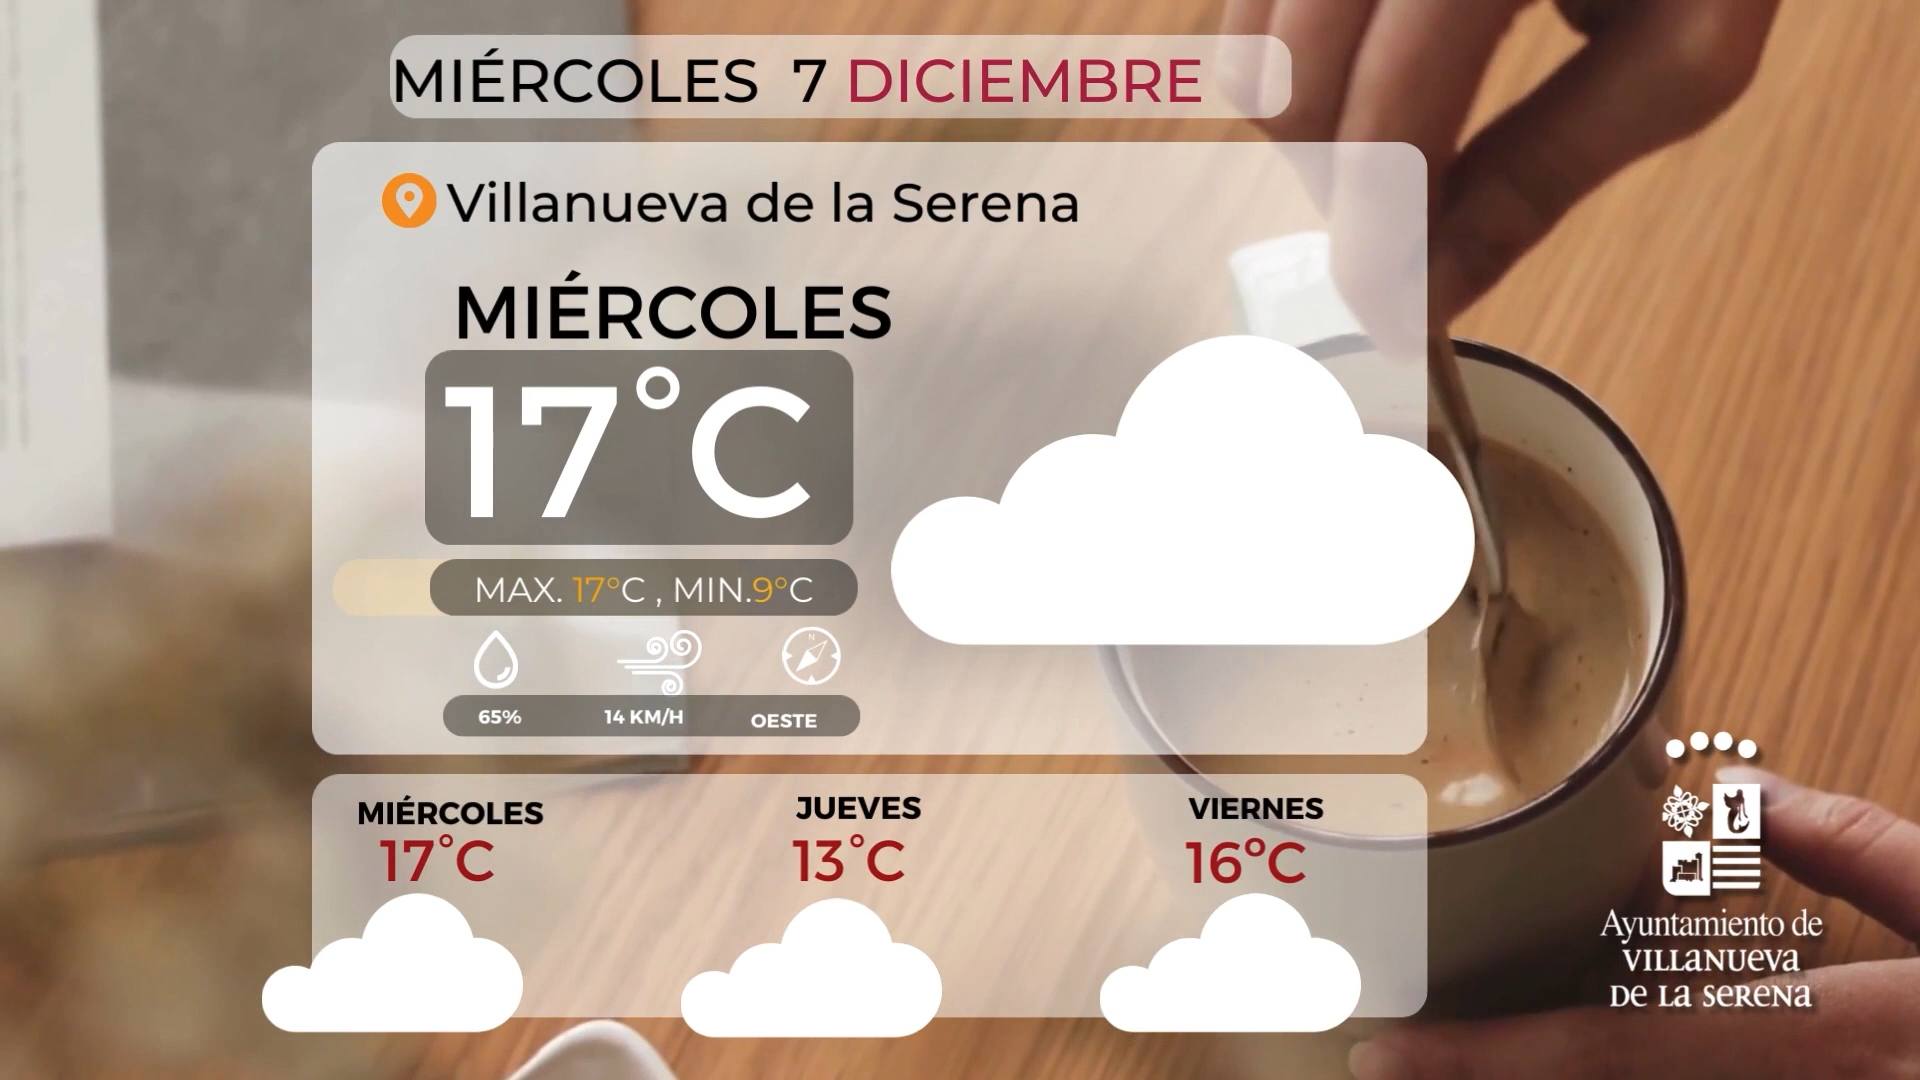 MIÉRCOLES 7 DICIEMBRE
Villanueva de la Serena
MIÉRCOLES
17°C
MAX. 17°C , MIN.9°C
N
65% 14 KM/H OESTE
MIÉRCOLES JUEVES VIERNES
17°C 13°C 16ºC
Ayuntamiento de
VILLANUEVA
DE LA SERENA